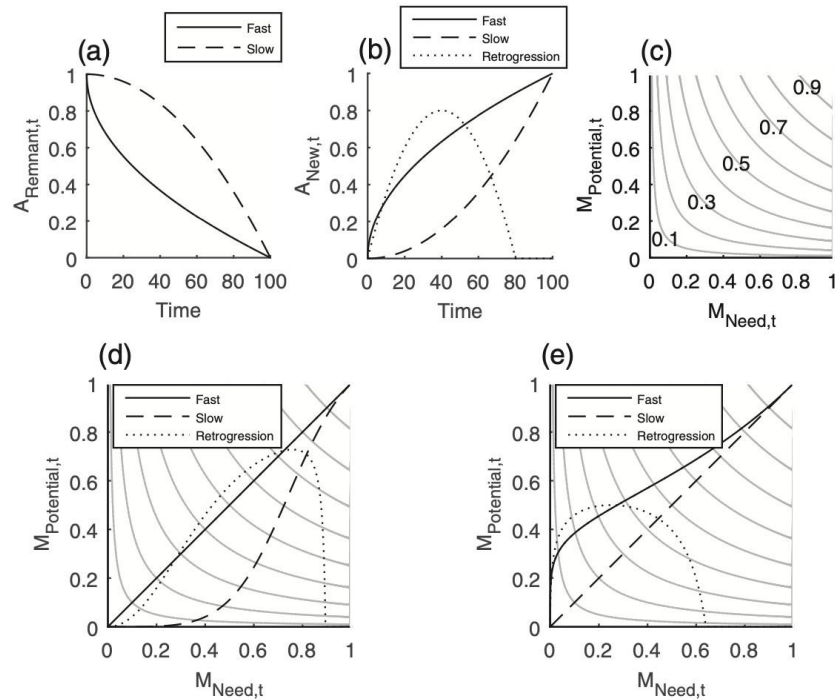 (a)
Fast
Slow
A_Remnant,t
1
0.8
0.6
0.4
0.2
0
0 20 40 60 80 100
Time
(b)
Fast
Slow
Retrogression
A_New,t
1
0.8
0.6
0.4
0.2
0
0 20 40 60 80 100
Time
(c)
M_Potential,t
1
0.8
0.6
0.4
0.2
0
0.9
0.7
0.5
0.3
0.1
0 0.2 0.4 0.6 0.8 1
M_Need,t
(d)
Fast
Slow
Retrogression
M_Potential,t
1
0.8
0.6
0.4
0.2
0
0 0.2 0.4 0.6 0.8 1
M_Need,t
(e)
Fast
Slow
Retrogression
M_Potential,t
1
0.8
0.6
0.4
0.2
0
0 0.2 0.4 0.6 0.8 1
M_Need,t